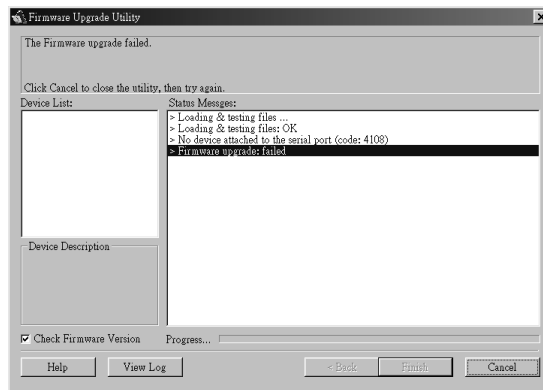 Firmware Upgrade Utility
The Firmware upgrade failed.
Click Cancel to close the utility, then try again.
Device List:
Status Messges:
> Loading & testing files ...
> Loading & testing files: OK
> No device attached to the serial port (code: 4108)
> Firmware upgrade: failed
Device Description
Check Firmware Version
Progress...
Help
View Log
< Back
Finish
Cancel